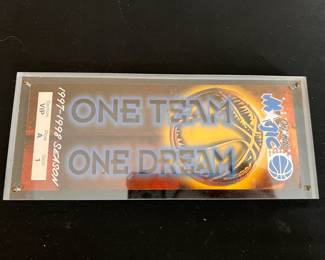 1997-1998 SEASON
VIP
A
1
ONE TEAM
ONE DREAM
Magic